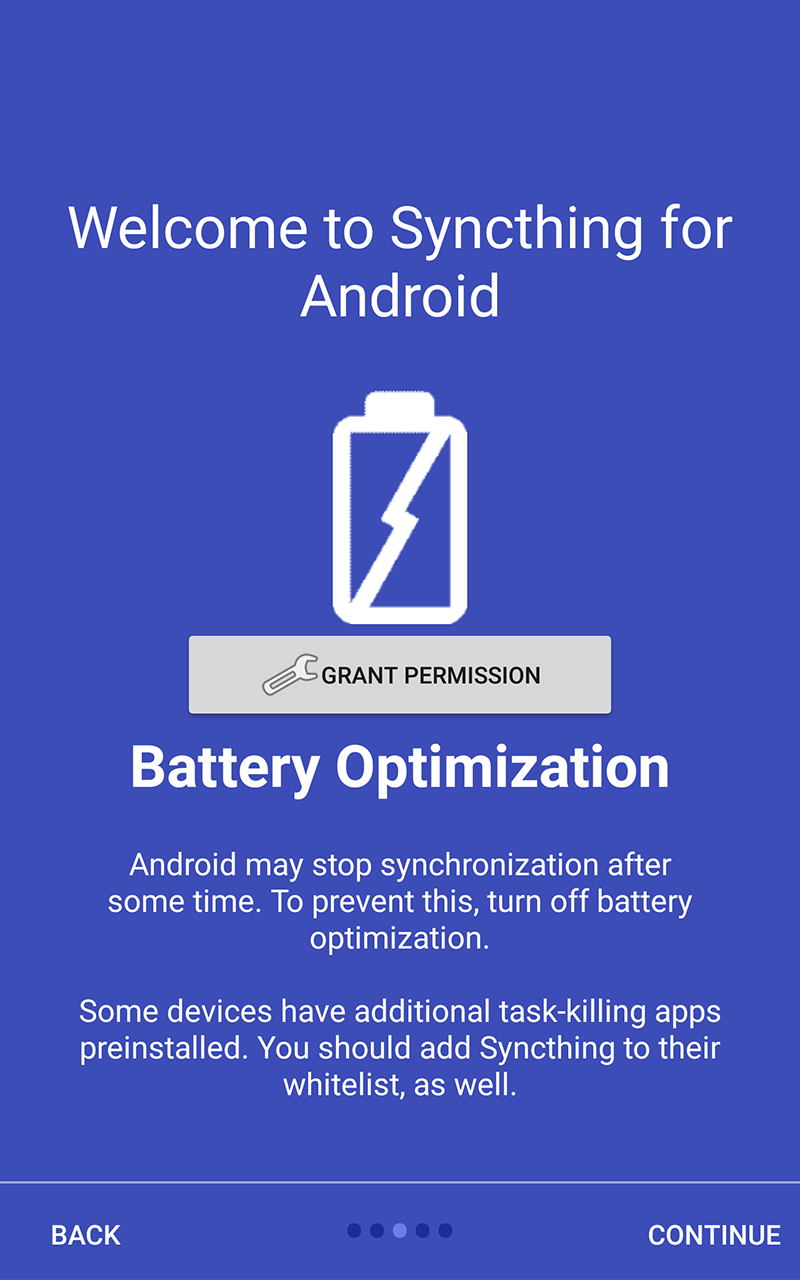 Welcome to Syncthing for
Android
GRANT PERMISSION
Battery Optimization
Android may stop synchronization after
some time. To prevent this, turn off battery
optimization.
Some devices have additional task-killing apps
preinstalled. You should add Syncthing to their
whitelist, as well.
BACK
CONTINUE